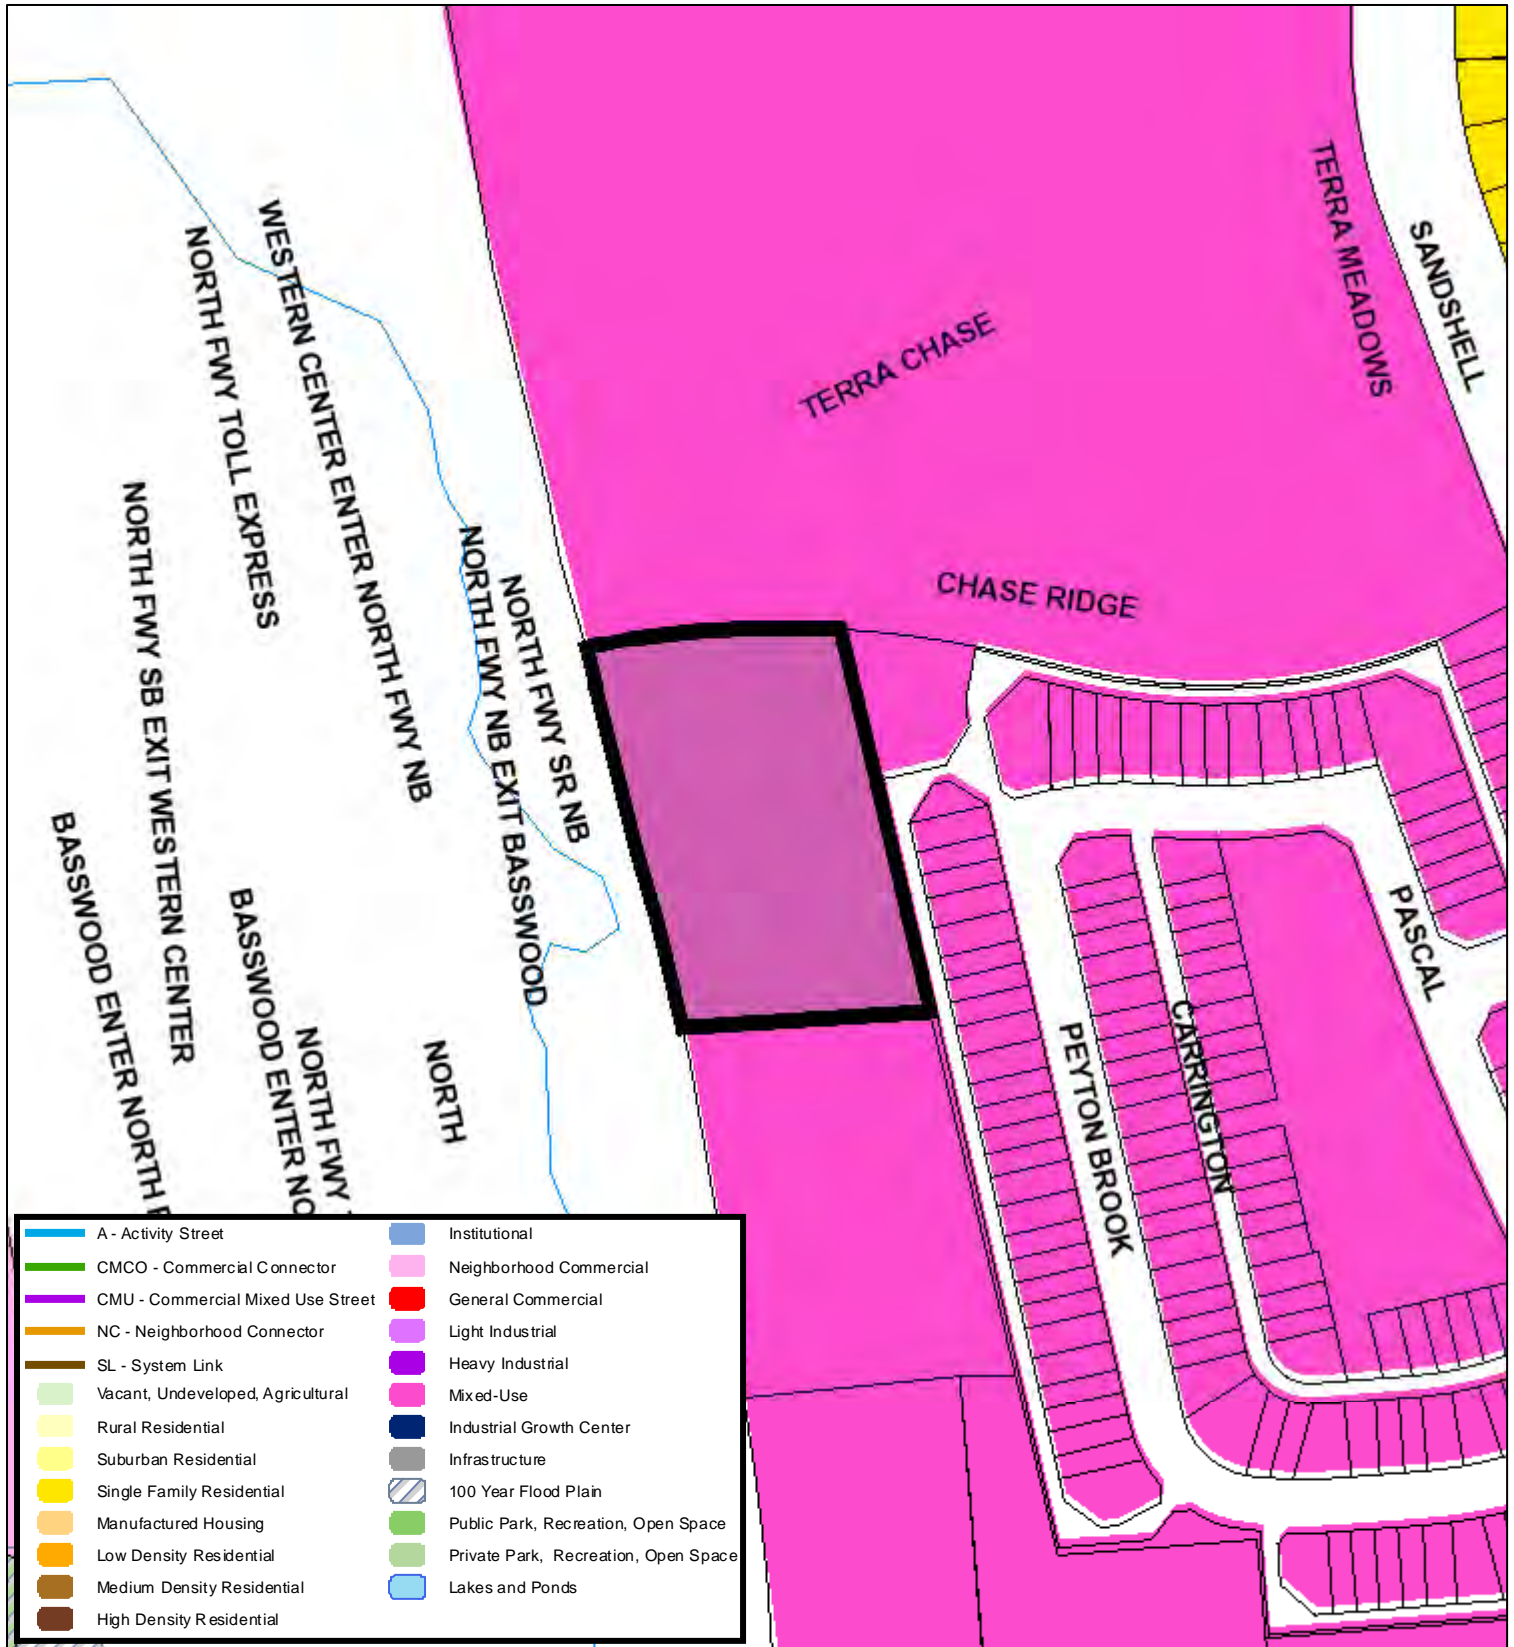 TERRA MEADOWS
SANDSHELL
WESTERN CENTER ENTER NORTH FWY NB
NORTH FWY TOLL EXPRESS
TERRA CHASE
NORTH FWY SB EXIT WESTERN CENTER
NORTH FWY NB EXIT BASSWOOD
NORTH FWY SR NB
CHASE RIDGE
BASSWOOD ENTER NORTH
BASSWOOD ENTER NO
NORTH FWY
NORTH
PASCAL
CARRINGTON
PEYTON BROOK
A - Activity Street
CMCO - Commercial Connector
CMU - Commercial Mixed Use Street
NC - Neighborhood Connector
SL - System Link
Vacant, Undeveloped, Agricultural
Rural Residential
Suburban Residential
Single Family Residential
Manufactured Housing
Low Density Residential
Medium Density Residential
High Density Residential
Institutional
Neighborhood Commercial
General Commercial
Light Industrial
Heavy Industrial
Mixed-Use
Industrial Growth Center
Infrastructure
100 Year Flood Plain
Public Park, Recreation, Open Space
Private Park, Recreation, Open Space
Lakes and Ponds